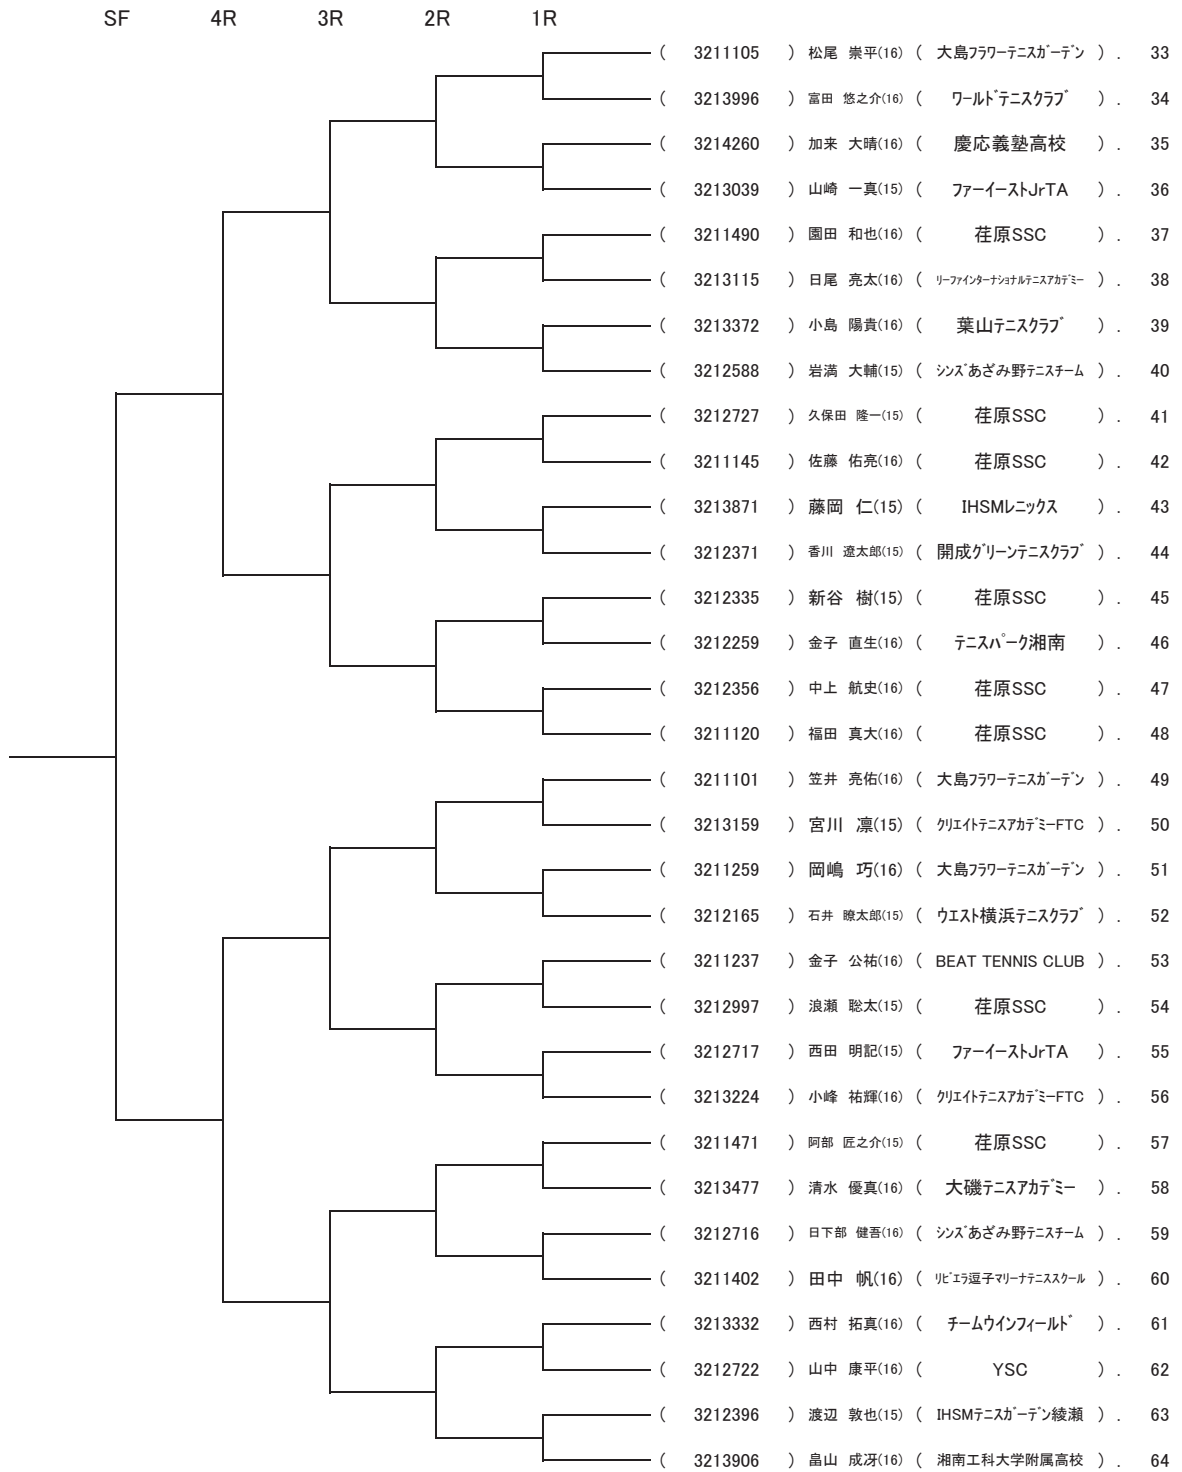 SF 4R 3R 2R 1R
( 3211105 ) 松尾 崇平(16) ( 大島フラワーテニスガーデン ) . 33
( 3213996 ) 富田 悠之介(16) ( ワールドテニスクラブ ) . 34
( 3214260 ) 加来 大晴(16) ( 慶応義塾高校 ) . 35
( 3213039 ) 山崎 一真(15) ( ファーイーストJrTA ) . 36
( 3211490 ) 園田 和也(16) ( 荏原SSC ) . 37
( 3213115 ) 日尾 亮太(16) ( リーファインターナショナルテニスアカデミー ) . 38
( 3213372 ) 小島 陽貴(16) ( 葉山テニスクラブ ) . 39
( 3212588 ) 岩満 大輔(15) ( シンズあざみ野テニスチーム ) . 40
( 3212727 ) 久保田 隆一(15) ( 荏原SSC ) . 41
( 3211145 ) 佐藤 佑亮(16) ( 荏原SSC ) . 42
( 3213871 ) 藤岡 仁(15) ( IHSMレニックス ) . 43
( 3212371 ) 香川 遼太郎(15) ( 開成グリーンテニスクラブ ) . 44
( 3212335 ) 新谷 樹(15) ( 荏原SSC ) . 45
( 3212259 ) 金子 直生(16) ( テニスパーク湘南 ) . 46
( 3212356 ) 中上 航史(16) ( 荏原SSC ) . 47
( 3211120 ) 福田 真大(16) ( 荏原SSC ) . 48
( 3211101 ) 笠井 亮佑(16) ( 大島フラワーテニスガーデン ) . 49
( 3213159 ) 宮川 凛(15) ( クリエイトテニスアカデミーFTC ) . 50
( 3211259 ) 岡嶋 巧(16) ( 大島フラワーテニスガーデン ) . 51
( 3212165 ) 石井 瞭太郎(15) ( ウエスト横浜テニスクラブ ) . 52
( 3211237 ) 金子 公祐(16) ( BEAT TENNIS CLUB ) . 53
( 3212997 ) 浪瀬 聡太(15) ( 荏原SSC ) . 54
( 3212717 ) 西田 明記(15) ( ファーイーストJrTA ) . 55
( 3213224 ) 小峰 祐輝(16) ( クリエイトテニスアカデミーFTC ) . 56
( 3211471 ) 阿部 匠之介(15) ( 荏原SSC ) . 57
( 3213477 ) 清水 優真(16) ( 大磯テニスアカデミー ) . 58
( 3212716 ) 日下部 健吾(16) ( シンズあざみ野テニスチーム ) . 59
( 3211402 ) 田中 帆(16) ( リビエラ逗子マリーナテニススクール ) . 60
( 3213332 ) 西村 拓真(16) ( チームウインフィールド ) . 61
( 3212722 ) 山中 康平(16) ( YSC ) . 62
( 3212396 ) 渡辺 敦也(15) ( IHSMテニスガーデン綾瀬 ) . 63
( 3213906 ) 畠山 成冴(16) ( 湘南工科大学附属高校 ) . 64